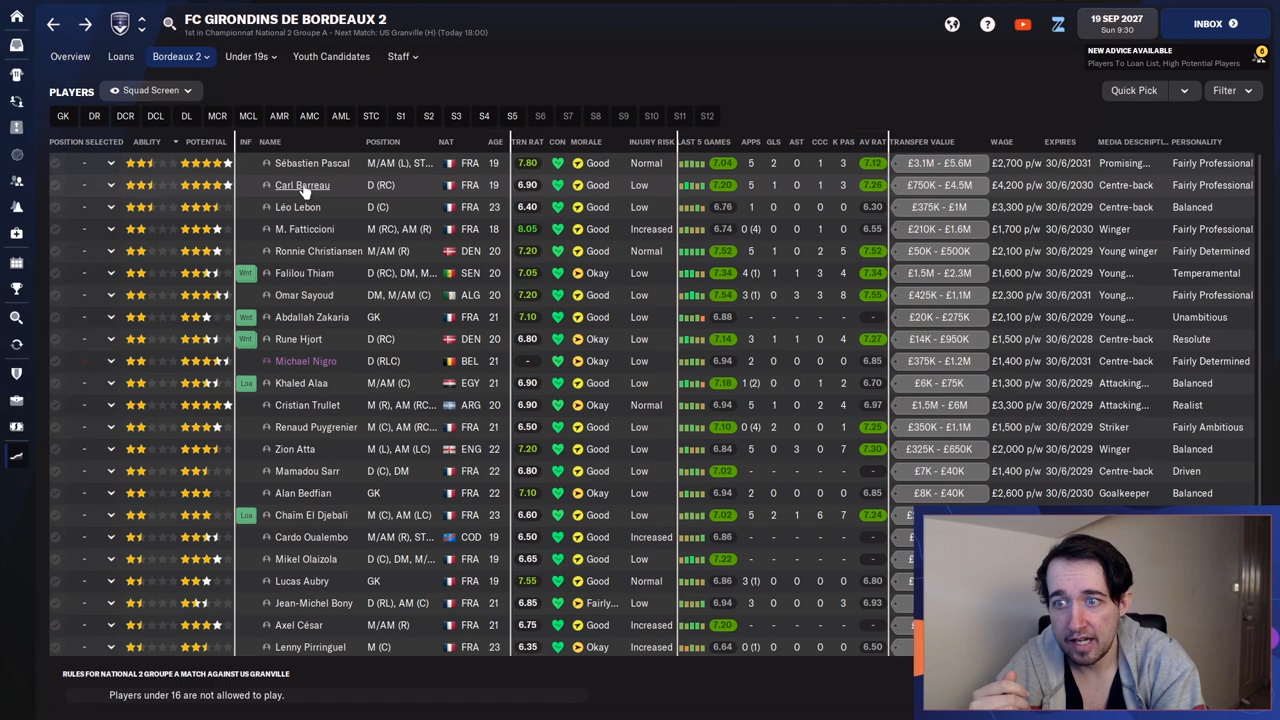 FC GIRONDINS DE BORDEAUX 2
1st in Championnat National 2 Groupe A - Next Match: US Granville (H) (Today 18:00)
19 SEP 2027
Sun 9:30
INBOX
Overview Loans Bordeaux 2 Under 19s Youth Candidates Staff
NEW ADVICE AVAILABLE
Players To Loan List, High Potential Players
6
PLAYERS Squad Screen Quick Pick Filter
GK DR DCR DCL DL MCR MCL AMR AMC AML STC S1 S2 S3 S4 S5 S6 S7 S8 S9 S10 S11 S12
POSITION SELECTED ABILITY POTENTIAL INF NAME POSITION NAT AGE TRN RAT CON MORALE INJURY RISK LAST 5 GAMES APPS GLS AST CCC K PAS AV RAT TRANSFER VALUE WAGE EXPIRES MEDIA DESCRIPT... PERSONALITY
- Sébastien Pascal M/AM (L), ST... FRA 19 7.80 Good Normal 7.04 5 2 0 1 3 7.12 £3.1M - £5.6M £2,700 p/w 30/6/2031 Promising... Fairly Professional
- Carl Barreau D (RC) FRA 19 6.90 Good Low 7.20 5 1 0 1 3 7.26 £750K - £4.5M £4,200 p/w 30/6/2030 Centre-back Fairly Professional
- Léo Lebon D (C) FRA 23 6.40 Good Low 6.76 1 0 0 0 0 6.30 £375K - £1M £2,100 p/w 30/6/2029 Centre-back Balanced
- M. Fatticcioni M (RC), AM (R) FRA 18 8.05 Good Increased 6.74 0 (4) 0 0 1 0 6.55 £210K - £1.6M £1,700 p/w 30/6/2030 Winger Fairly Professional
- Ronnie Christiansen M/AM (R) DEN 20 7.20 Good Normal 7.52 5 1 0 2 5 7.52 £50K - £500K £2,100 p/w 30/6/2029 Young winger Fairly Determined
- Wnt Falilou Thiam D (RC), DM, M... SEN 20 7.05 Okay Low 7.34 4 (1) 1 1 3 4 7.34 £1.5M - £2.3M £1,600 p/w 30/6/2029 Young... Temperamental
- Omar Sayoud DM, M/AM (C) ALG 20 7.20 Good Low 7.54 3 (1) 0 3 3 8 7.55 £425K - £1.1M £2,300 p/w 30/6/2031 Young... Fairly Professional
- Wnt Abdallah Zakaria GK FRA 21 7.10 Good Low 6.88 - - - - - - £20K - £275K £2,100 p/w 30/6/2029 Young... Unambitious
- Wnt Rune Hjort D (RC) DEN 20 6.80 Good Low 7.14 3 1 1 0 4 7.27 £14K - £950K £1,500 p/w 30/6/2028 Centre-back Resolute
- Michael Nigro D (RLC) BEL 21 - Good Low 6.94 2 0 0 0 3 6.85 £375K - £1.2M £1,400 p/w 30/6/2031 Centre-back Fairly Determined
- Loa Khaled Alaa M/AM (C) EGY 21 6.90 Good Low 7.18 1 (2) 0 0 1 2 6.70 £6K - £75K £1,300 p/w 30/6/2029 Attacking... Balanced
- Cristian Trullet M (R), AM (RC... ARG 20 6.90 Okay Normal 6.94 5 1 0 2 4 6.97 £1.5M - £6M £3,300 p/w 30/6/2029 Attacking... Realist
- Renaud Puygrenier M (C), AM (RC... FRA 21 6.50 Good Low 7.10 0 (4) 0 0 2 1 7.25 £350K - £1.1M £1,500 p/w 30/6/2029 Striker Fairly Ambitious
- Zion Atta M (L), AM (LC) ENG 22 7.20 Good Low 6.84 5 0 3 0 7 7.30 £325K - £650K £1,900 p/w 30/6/2029 Winger Balanced
- Mamadou Sarr D (C), DM FRA 21 6.80 Good Low 7.02 - - - - - - £7K - £40K £1,400 p/w 30/6/2029 Centre-back Driven
- Alan Bedfian GK FRA 22 7.10 Okay Low 6.94 2 0 0 0 0 6.85 £8K - £40K £2,600 p/w 30/6/2030 Goalkeeper Balanced
- Loa Chaïm El Djebali M (C), AM (LC) FRA 23 6.60 Okay Low 7.02 5 2 1 6 7 7.24
- Cardo Oualembo M/AM (R), ST... COD 19 6.50 Good Increased 6.86 - - - - - -
- Mikel Olaizola D (C), DM, M/... FRA 19 6.65 Good Low 7.22 - - - - - -
- Lucas Aubry GK FRA 19 7.55 Good Normal 6.86 3 (1) 0 0 0 0 6.80
- Jean-Michel Bony D (RL), AM (C) FRA 21 6.85 Fairly... Low 6.94 3 0 0 0 3 6.93
- Axel César M/AM (R) FRA 21 6.75 Good Increased 7.20 - - - - - -
- Lenny Pirringuel M (C) FRA 23 6.35 Okay Increased 6.64 0 (1) 0 0 0 0 6.50
RULES FOR NATIONAL 2 GROUPE A MATCH AGAINST US GRANVILLE
Players under 16 are not allowed to play.